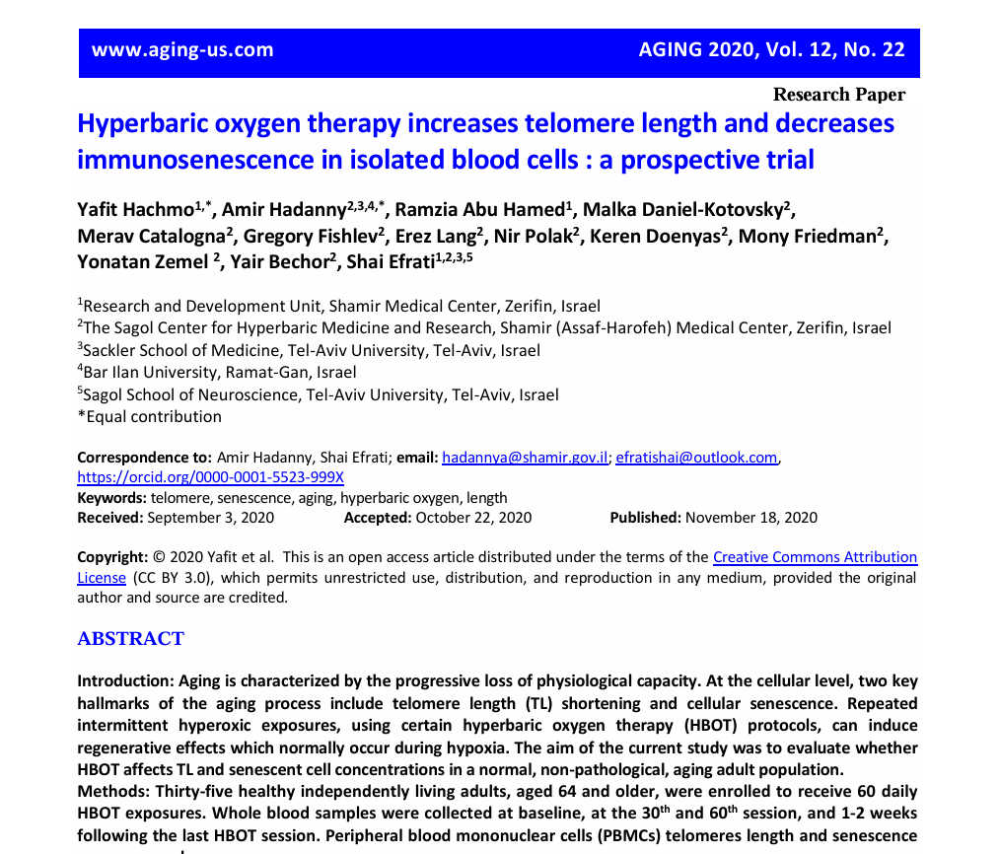 www.aging-us.com AGING 2020, Vol. 12, No. 22
Research Paper
Hyperbaric oxygen therapy increases telomere length and decreases
immunosenescence in isolated blood cells : a prospective trial
Yafit Hachmo1,*, Amir Hadanny2,3,4,*, Ramzia Abu Hamed1, Malka Daniel-Kotovsky2,
Merav Catalogna2, Gregory Fishlev2, Erez Lang2, Nir Polak2, Keren Doenyas2, Mony Friedman2,
Yonatan Zemel 2, Yair Bechor2, Shai Efrati1,2,3,5
1Research and Development Unit, Shamir Medical Center, Zerifin, Israel
2The Sagol Center for Hyperbaric Medicine and Research, Shamir (Assaf-Harofeh) Medical Center, Zerifin, Israel
3Sackler School of Medicine, Tel-Aviv University, Tel-Aviv, Israel
4Bar Ilan University, Ramat-Gan, Israel
5Sagol School of Neuroscience, Tel-Aviv University, Tel-Aviv, Israel
*Equal contribution
Correspondence to: Amir Hadanny, Shai Efrati; email: hadannya@shamir.gov.il; efratishai@outlook.com,
https://orcid.org/0000-0001-5523-999X
Keywords: telomere, senescence, aging, hyperbaric oxygen, length
Received: September 3, 2020 Accepted: October 22, 2020 Published: November 18, 2020
Copyright: © 2020 Yafit et al. This is an open access article distributed under the terms of the Creative Commons Attribution
License (CC BY 3.0), which permits unrestricted use, distribution, and reproduction in any medium, provided the original
author and source are credited.
ABSTRACT
Introduction: Aging is characterized by the progressive loss of physiological capacity. At the cellular level, two key
hallmarks of the aging process include telomere length (TL) shortening and cellular senescence. Repeated
intermittent hyperoxic exposures, using certain hyperbaric oxygen therapy (HBOT) protocols, can induce
regenerative effects which normally occur during hypoxia. The aim of the current study was to evaluate whether
HBOT affects TL and senescent cell concentrations in a normal, non-pathological, aging adult population.
Methods: Thirty-five healthy independently living adults, aged 64 and older, were enrolled to receive 60 daily
HBOT exposures. Whole blood samples were collected at baseline, at the 30th and 60th session, and 1-2 weeks
following the last HBOT session. Peripheral blood mononuclear cells (PBMCs) telomeres length and senescence